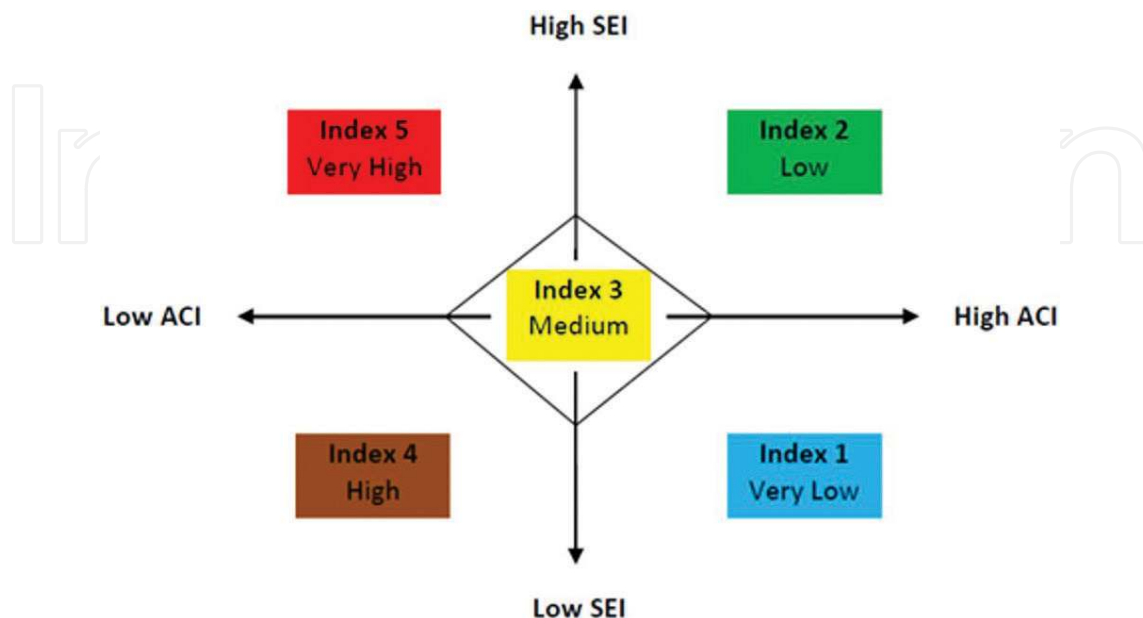 High SEI
Index 5
Very High
Index 2
Low
Low ACI
Index 3
Medium
High ACI
Index 4
High
Index 1
Very Low
Low SEI